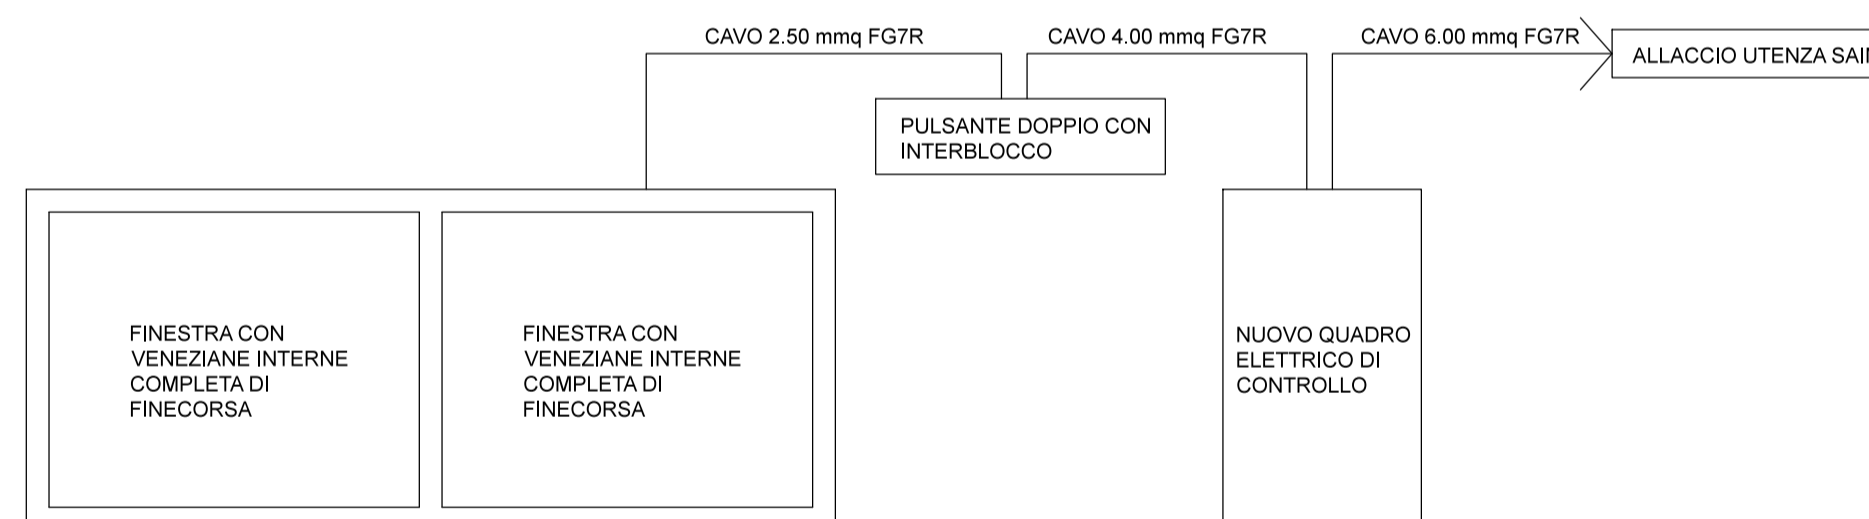 CAVO 2.50 mmq FG7R
CAVO 4.00 mmq FG7R
CAVO 6.00 mmq FG7R
ALLACCIO UTENZA
PULSANTE DOPPIO CON
INTERBLOCCO
FINESTRA CON
VENEZIANE INTERNE
COMPLETA DI
FINECORSA
FINESTRA CON
VENEZIANE INTERNE
COMPLETA DI
FINECORSA
NUOVO QUADRO
ELETTRICO DI
CONTROLLO